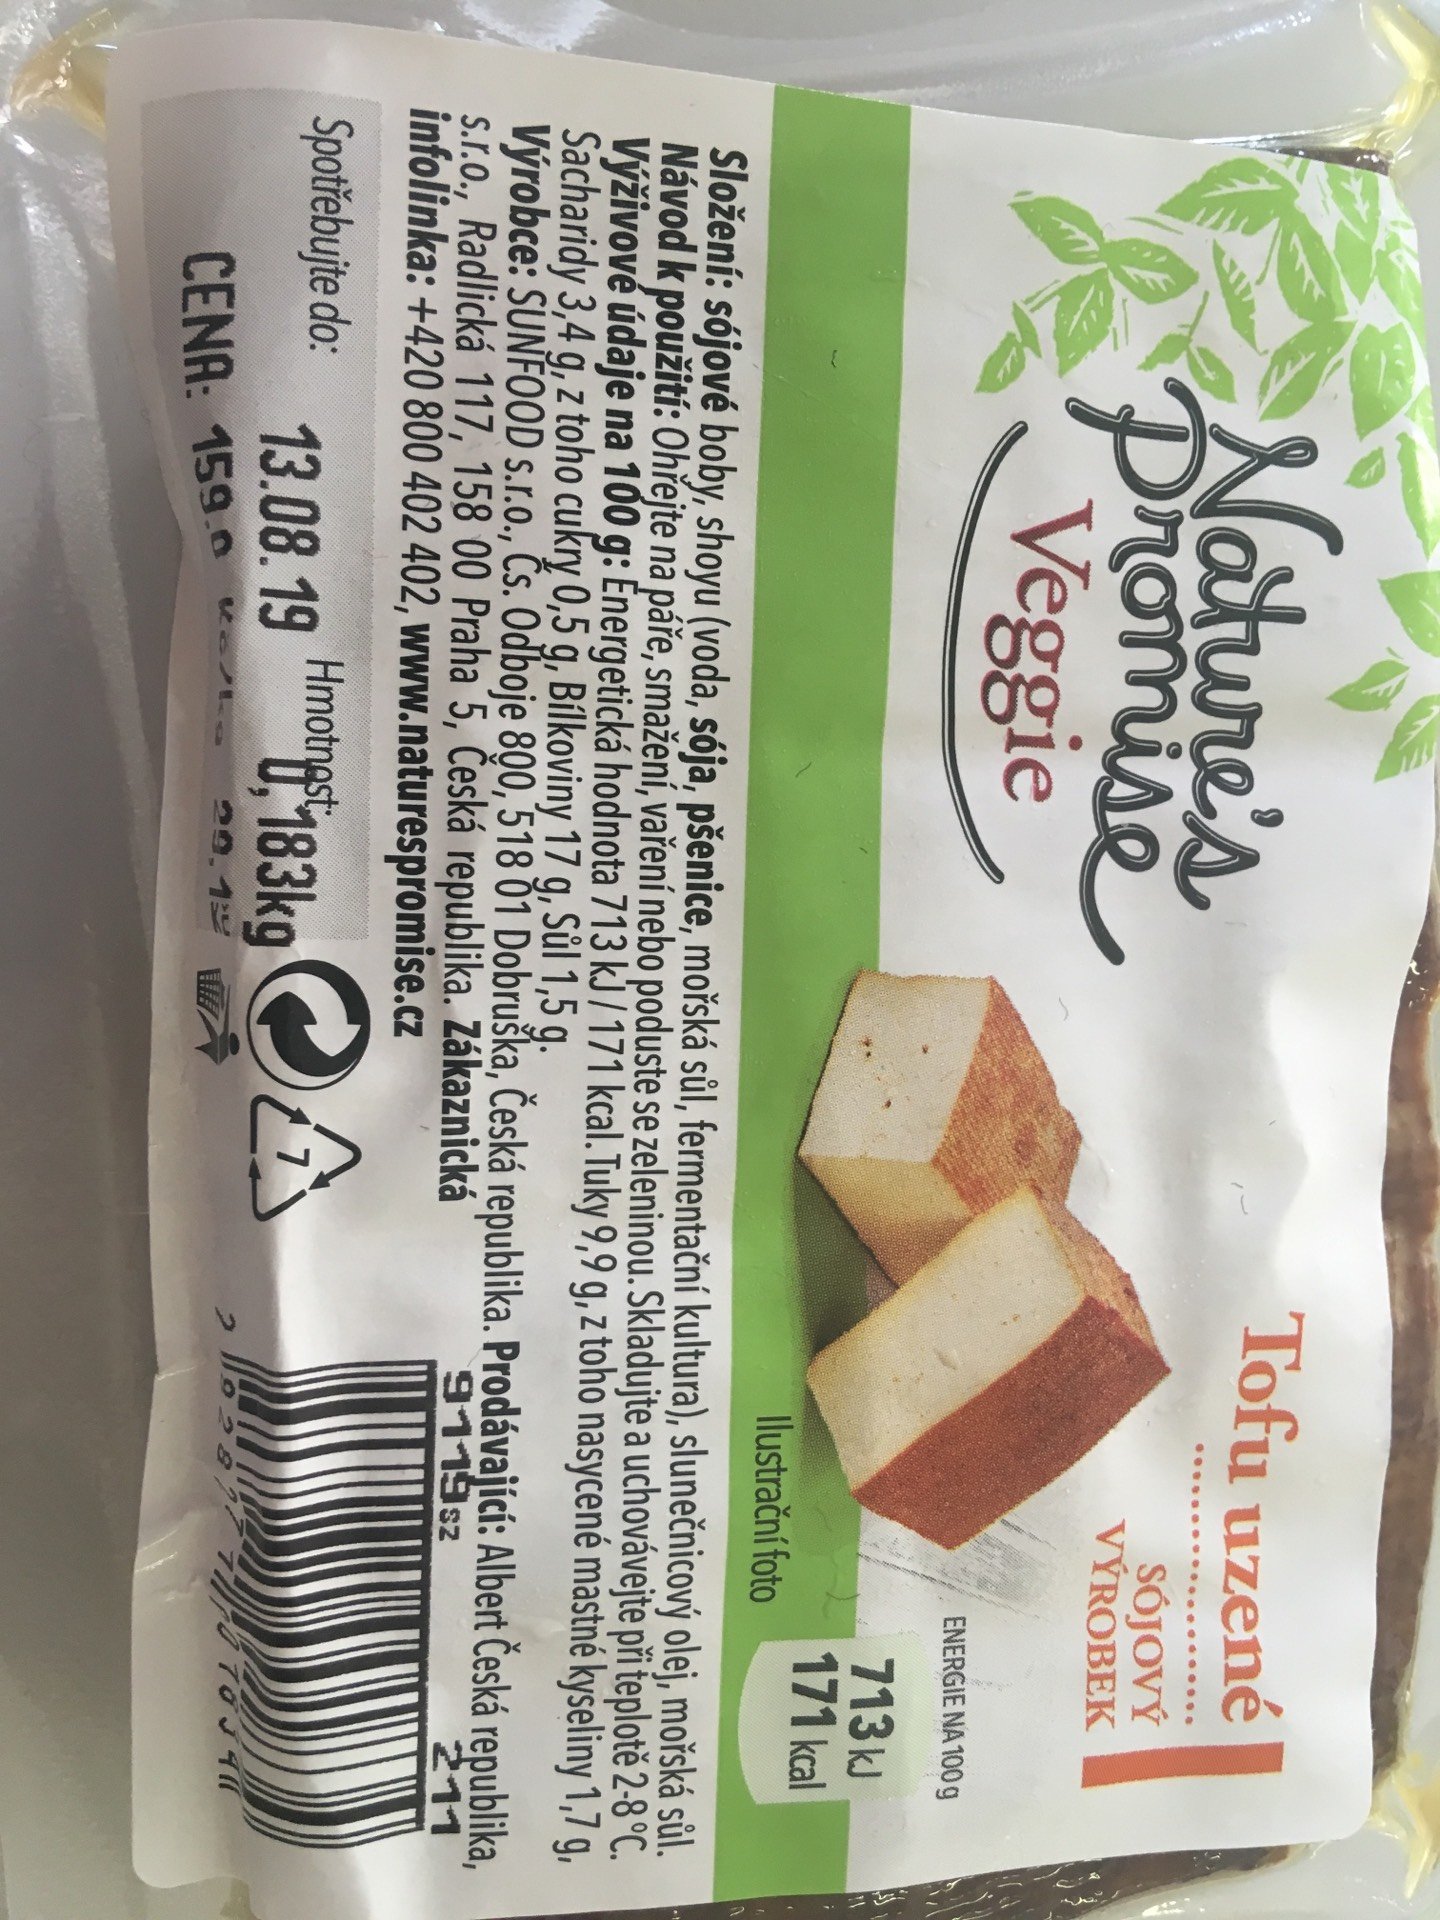 Nature's
Promise
Veggie
Tofu uzené
SÓJOVÝ
VÝROBEK
ENERGIE NA 100 g
713 kJ
171 kcal
Ilustrační foto
Složení: sójové boby, shoyu (voda, sója, pšenice, mořská sůl, fermentační kultura), slunečnicový olej, mořská sůl.
Návod k použití: Ohřejte na páře, smažení, vaření nebo poduste se zeleninou. Skladujte a uchovávejte při teplotě 2-8 °C.
Výživové údaje na 100 g: Energetická hodnota 713 kJ / 171 kcal. Tuky 9,9 g, z toho nasycené mastné kyseliny 1,7 g,
Sacharidy 3,4 g, z toho cukry 0,5 g, Bílkoviny 17 g, Sůl 1,5 g.
Výrobce: SUNFOOD s.r.o., Čs. Odboje 800, 518 01 Dobruška, Česká republika. Prodávající: Albert Česká republika,
s.r.o., Radlická 117, 158 00 Praha 5, Česká republika. Zákaznická
infolinka: +420 800 402 402, www.naturespromise.cz
9119sz 211
Spotřebujte do: 13.08.19 Hmotnost: 0,183kg
7
CENA: 159.0